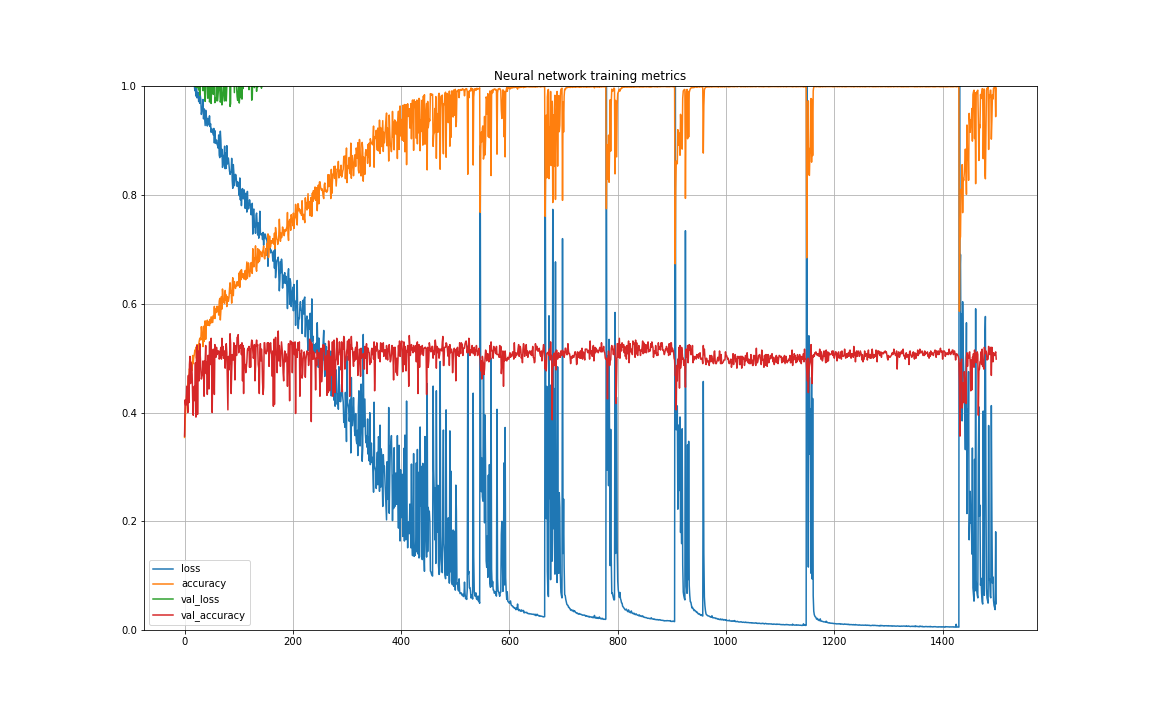 Neural network training metrics
1.0
0.8
0.6
0.4
0.2
0.0
loss
accuracy
val_loss
val_accuracy
0 200 400 600 800 1000 1200 1400